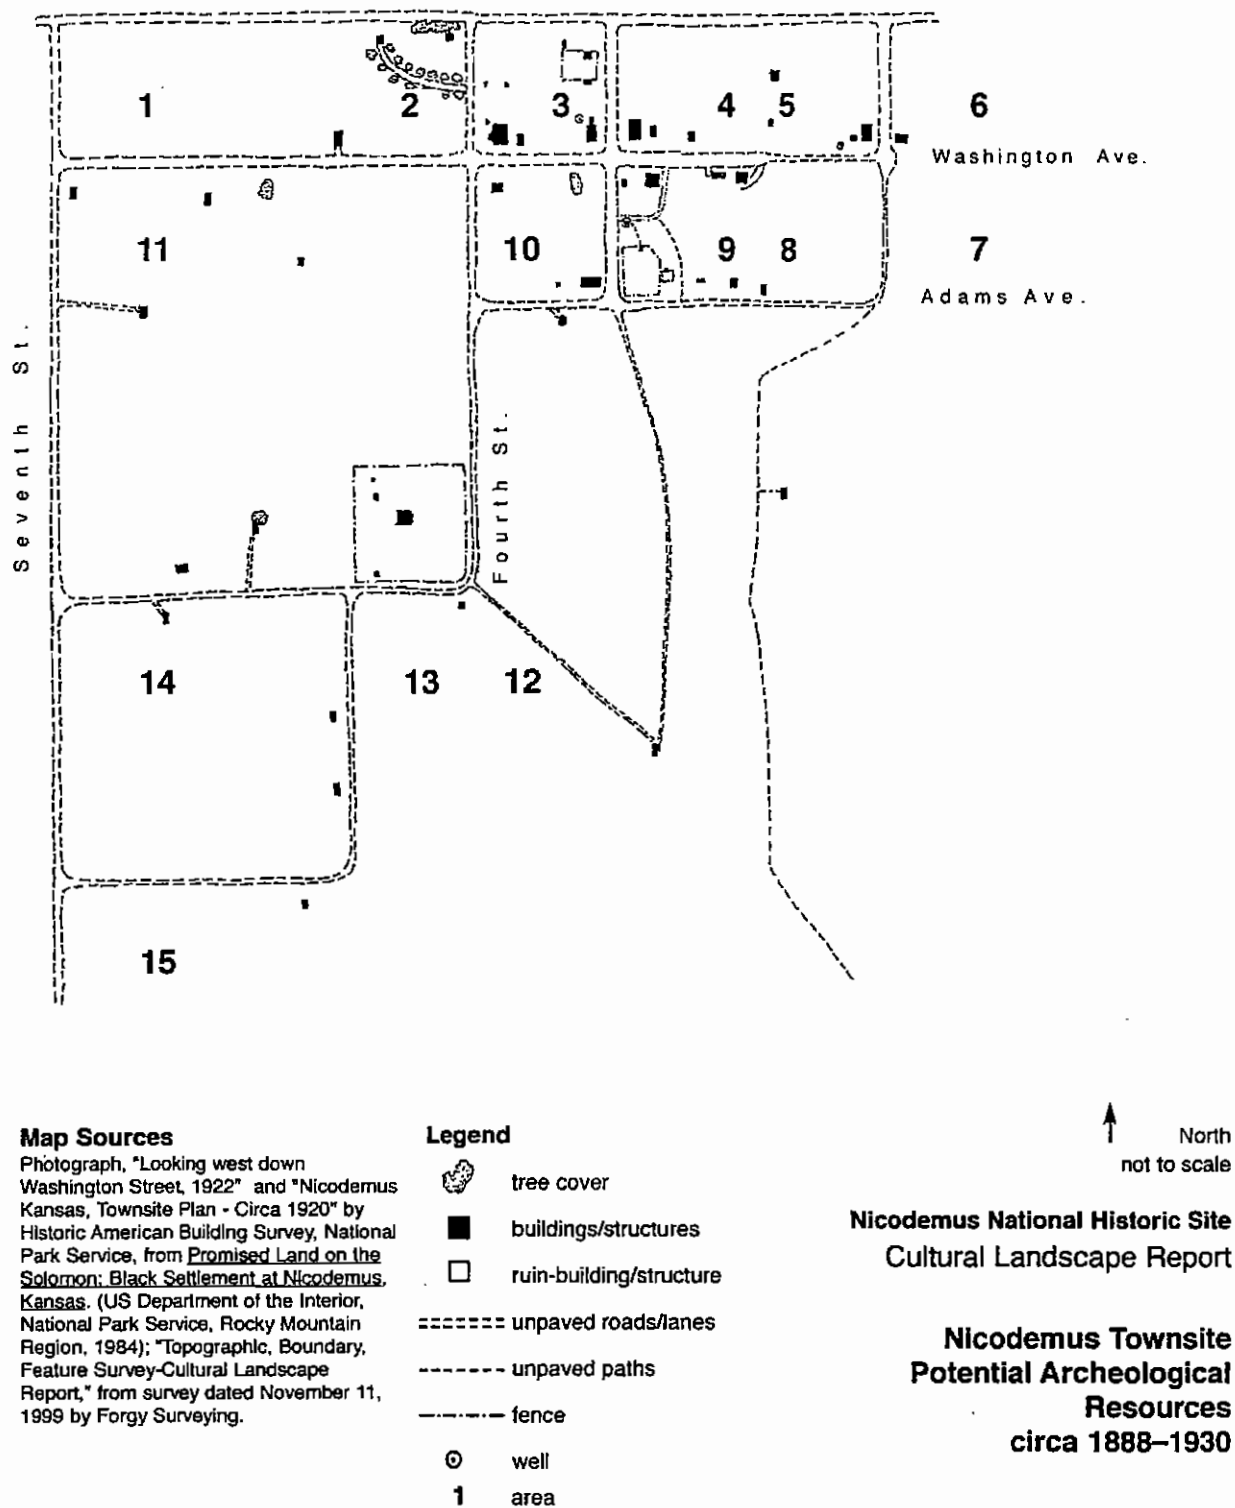 1
2
3
4
5
6
Washington Ave.
11
10
9
8
7
Adams Ave.
Seventh St.
Fourth St.
14
13
12
15
Map Sources
Photograph, "Looking west down
Washington Street, 1922" and "Nicodemus
Kansas, Townsite Plan - Circa 1920" by
Historic American Building Survey, National
Park Service, from Promised Land on the
Solomon: Black Settlement at Nicodemus,
Kansas. (US Department of the Interior,
National Park Service, Rocky Mountain
Region, 1984); "Topographic, Boundary,
Feature Survey-Cultural Landscape
Report," from survey dated November 11,
1999 by Forgy Surveying.
Legend
tree cover
buildings/structures
ruin-building/structure
unpaved roads/lanes
unpaved paths
fence
well
1 area
North
not to scale
Nicodemus National Historic Site
Cultural Landscape Report
Nicodemus Townsite
Potential Archeological
Resources
circa 1888–1930